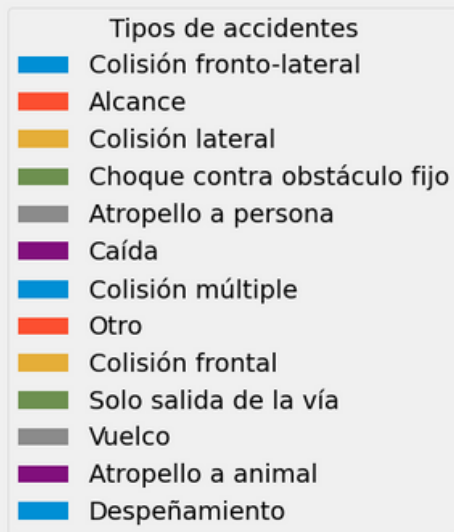 Tipos de accidentes
Colisión fronto-lateral
Alcance
Colisión lateral
Choque contra obstáculo fijo
Atropello a persona
Caída
Colisión múltiple
Otro
Colisión frontal
Solo salida de la vía
Vuelco
Atropello a animal
Despeñamiento